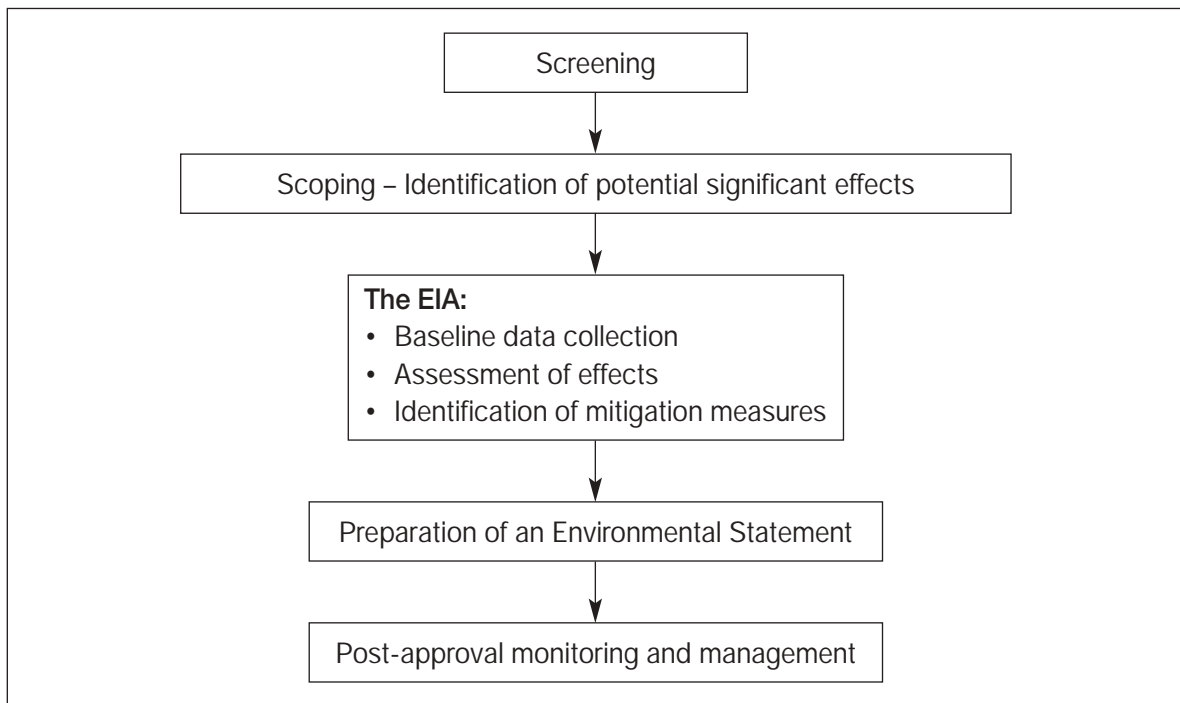 Screening
Scoping – Identification of potential significant effects
The EIA:
• Baseline data collection
• Assessment of effects
• Identification of mitigation measures
Preparation of an Environmental Statement
Post-approval monitoring and management